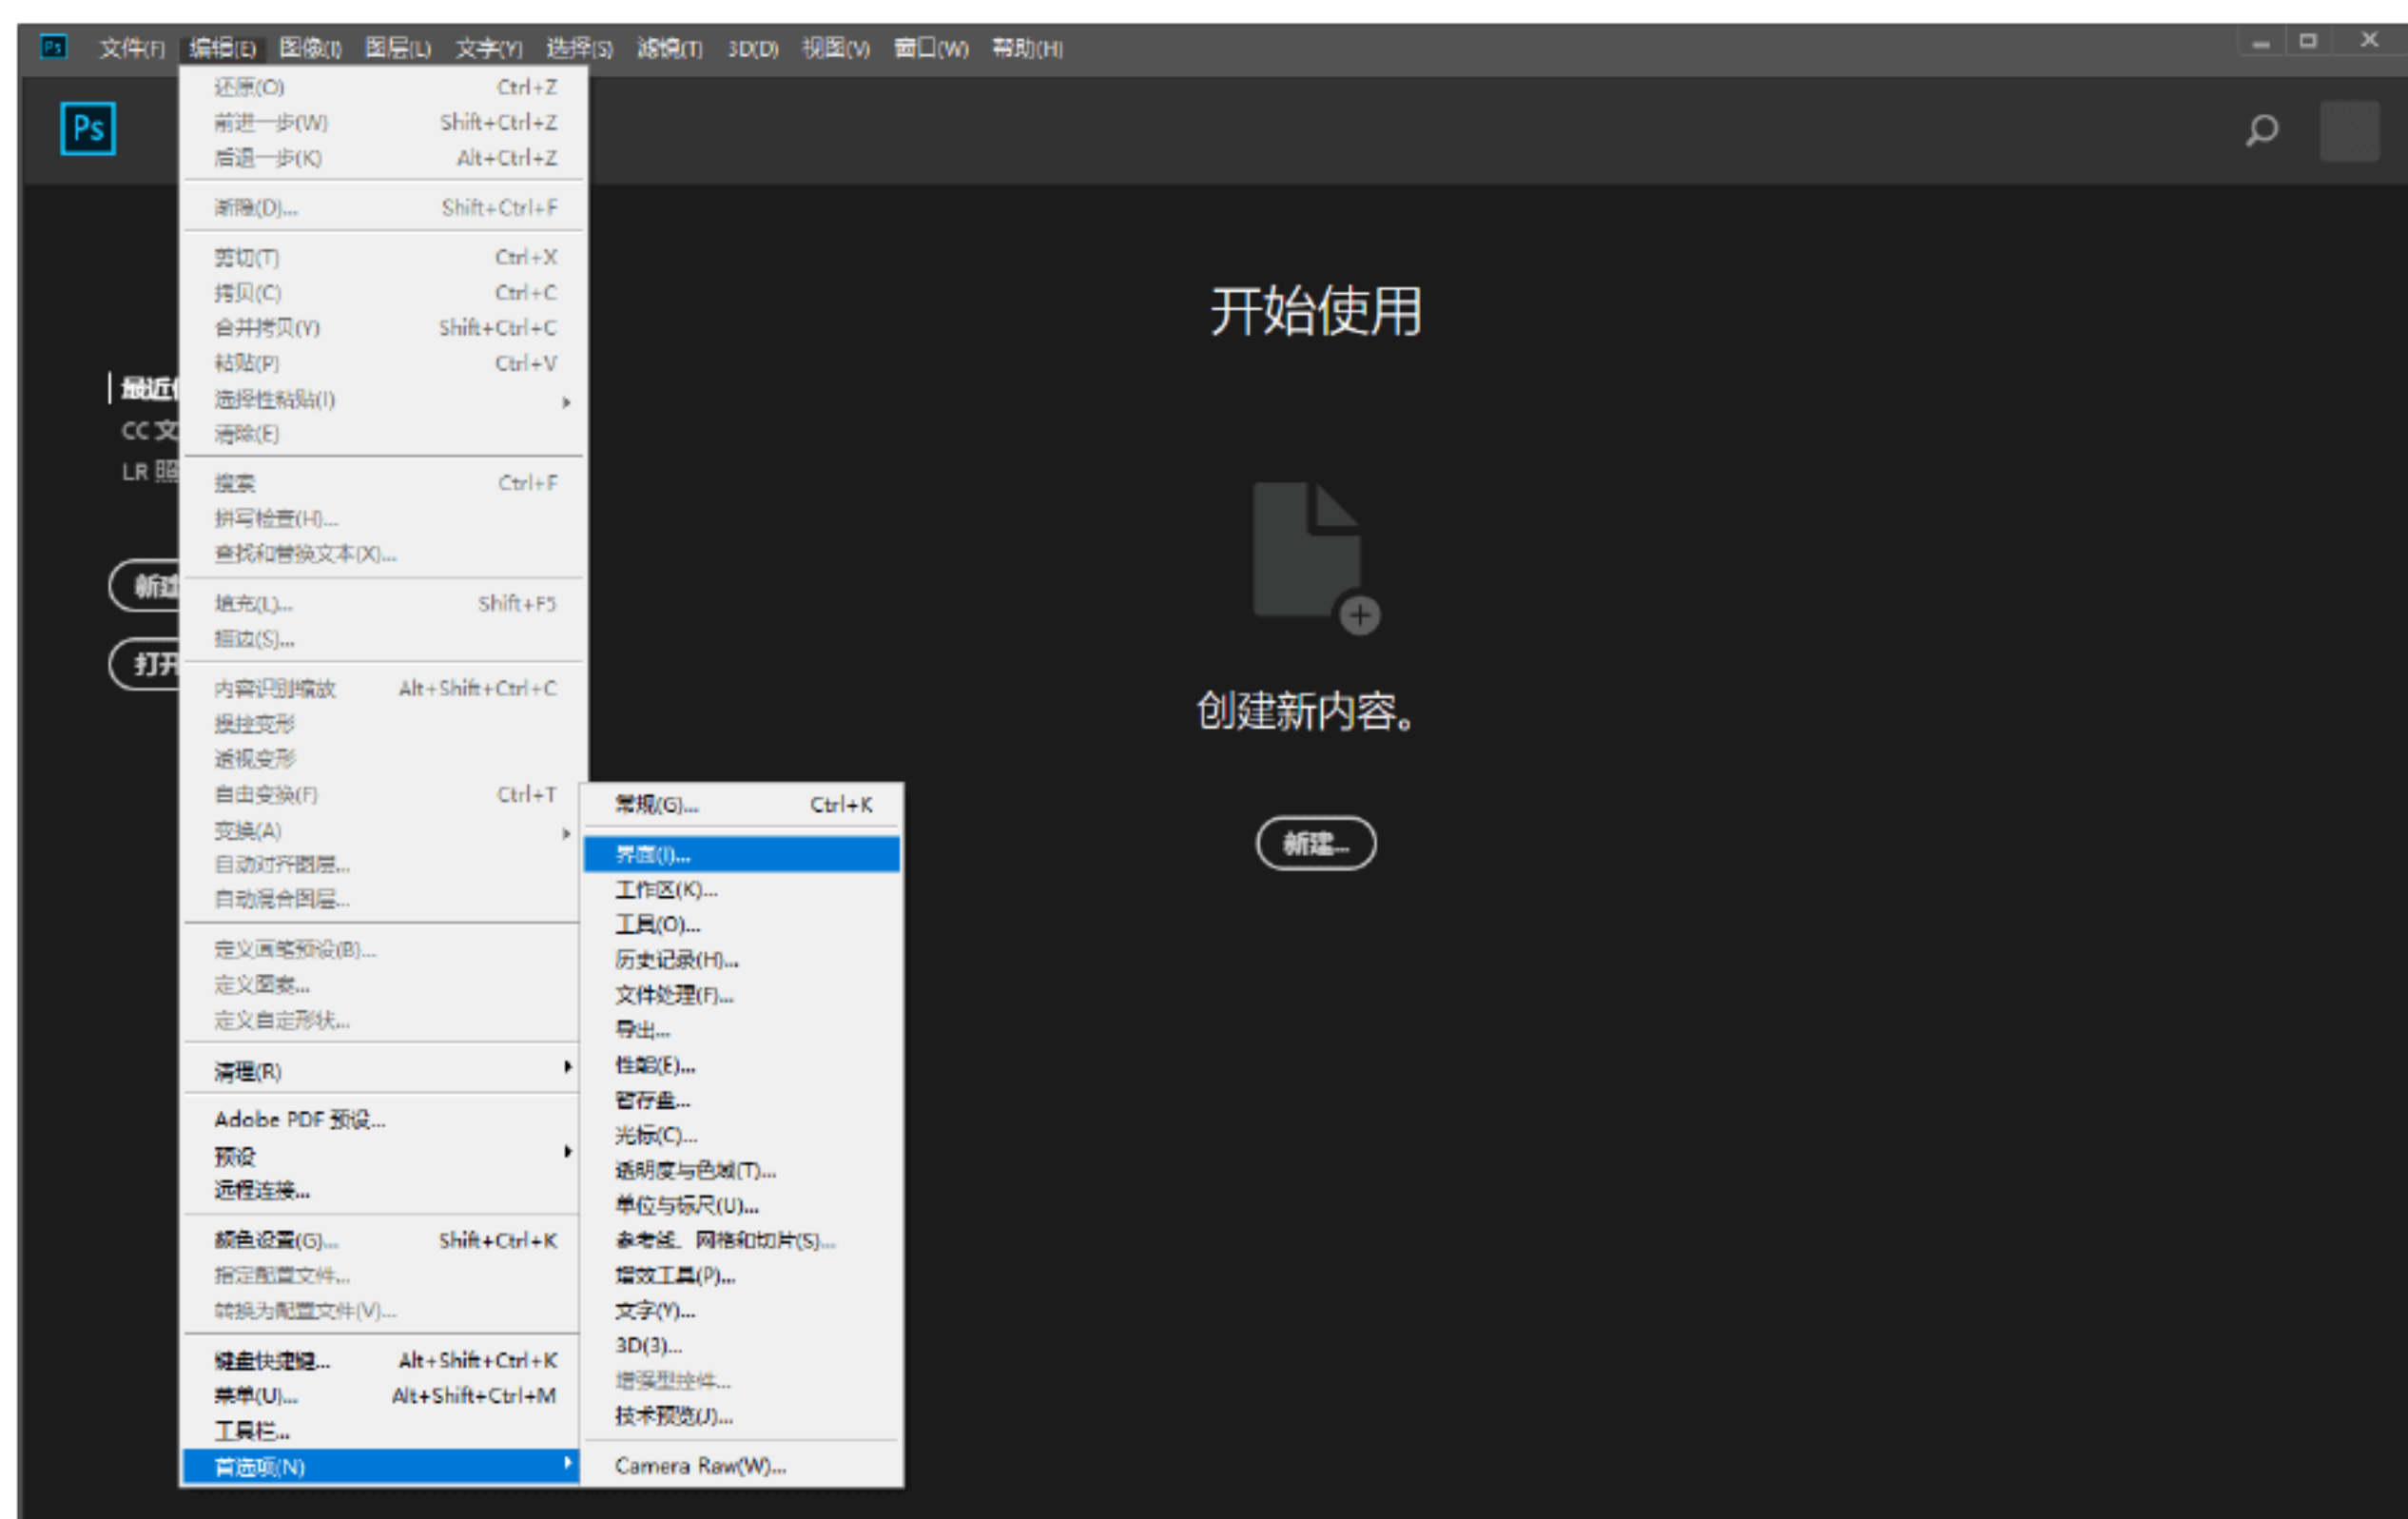 Ps 文件(F) 编辑(E) 图像(I) 图层(L) 文字(Y) 选择(S) 滤镜(T) 3D(D) 视图(V) 窗口(W) 帮助(H)
Ps
还原(O) Ctrl+Z
前进一步(W) Shift+Ctrl+Z
后退一步(K) Alt+Ctrl+Z
渐隐(D)... Shift+Ctrl+F
剪切(T) Ctrl+X
拷贝(C) Ctrl+C
合并拷贝(Y) Shift+Ctrl+C
粘贴(P) Ctrl+V
选择性粘贴(I)
清除(E)
搜索 Ctrl+F
拼写检查(H)...
查找和替换文本(X)...
填充(L)... Shift+F5
描边(S)...
内容识别缩放 Alt+Shift+Ctrl+C
操控变形
透视变形
自由变换(F) Ctrl+T
变换(A)
自动对齐图层...
自动混合图层...
定义画笔预设(B)...
定义图案...
定义自定形状...
清理(R)
Adobe PDF 预设...
预设
远程连接...
颜色设置(G)... Shift+Ctrl+K
指定配置文件...
转换为配置文件(V)...
键盘快捷键... Alt+Shift+Ctrl+K
菜单(U)... Alt+Shift+Ctrl+M
工具栏...
首选项(N)
常规(G)... Ctrl+K
界面(I)...
工作区(K)...
工具(O)...
历史记录(H)...
文件处理(F)...
导出...
性能(E)...
暂存盘...
光标(C)...
透明度与色域(T)...
单位与标尺(U)...
参考线、网格和切片(S)...
增效工具(P)...
文字(Y)...
3D(3)...
增强型控件...
技术预览(J)...
Camera Raw(W)...
最近
CC 文
LR 照
新建
打开
开始使用
创建新内容。
新建...